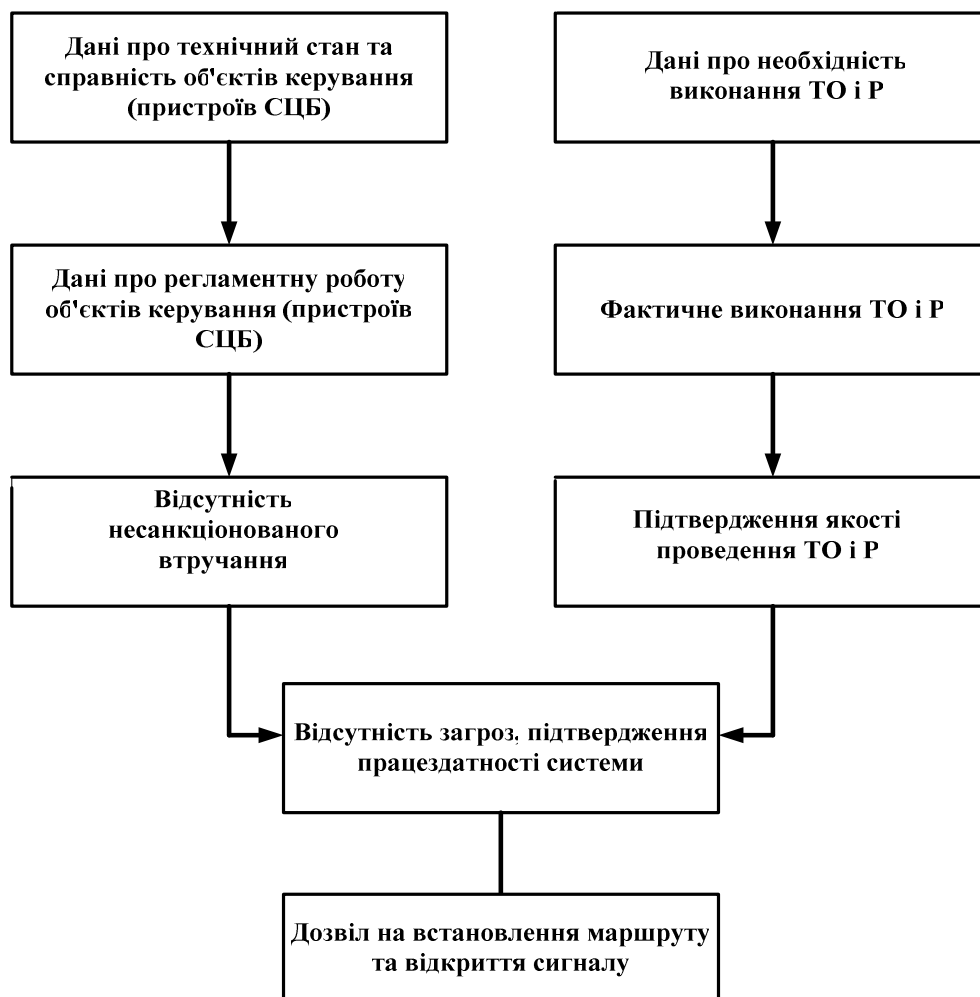 Дані про технічний стан та
справність об'єктів керування
(пристроїв СЦБ)
Дані про необхідність
виконання ТО і Р
Дані про регламентну роботу
об'єктів керування (пристроїв
СЦБ)
Фактичне виконання ТО і Р
Відсутність
несанкціонованого
втручання
Підтвердження якості
проведення ТО і Р
Відсутність загроз, підтвердження
працездатності системи
Дозвіл на встановлення маршруту
та відкриття сигналу